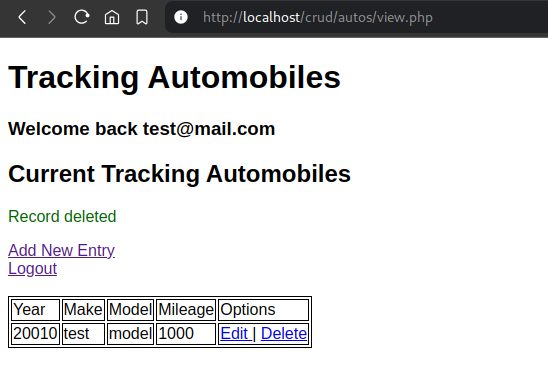 http://localhost/crud/autos/view.php
Tracking Automobiles
Welcome back test@mail.com
Current Tracking Automobiles
Record deleted
Add New Entry
Logout
Year Make Model Mileage Options
20010 test model 1000 Edit | Delete